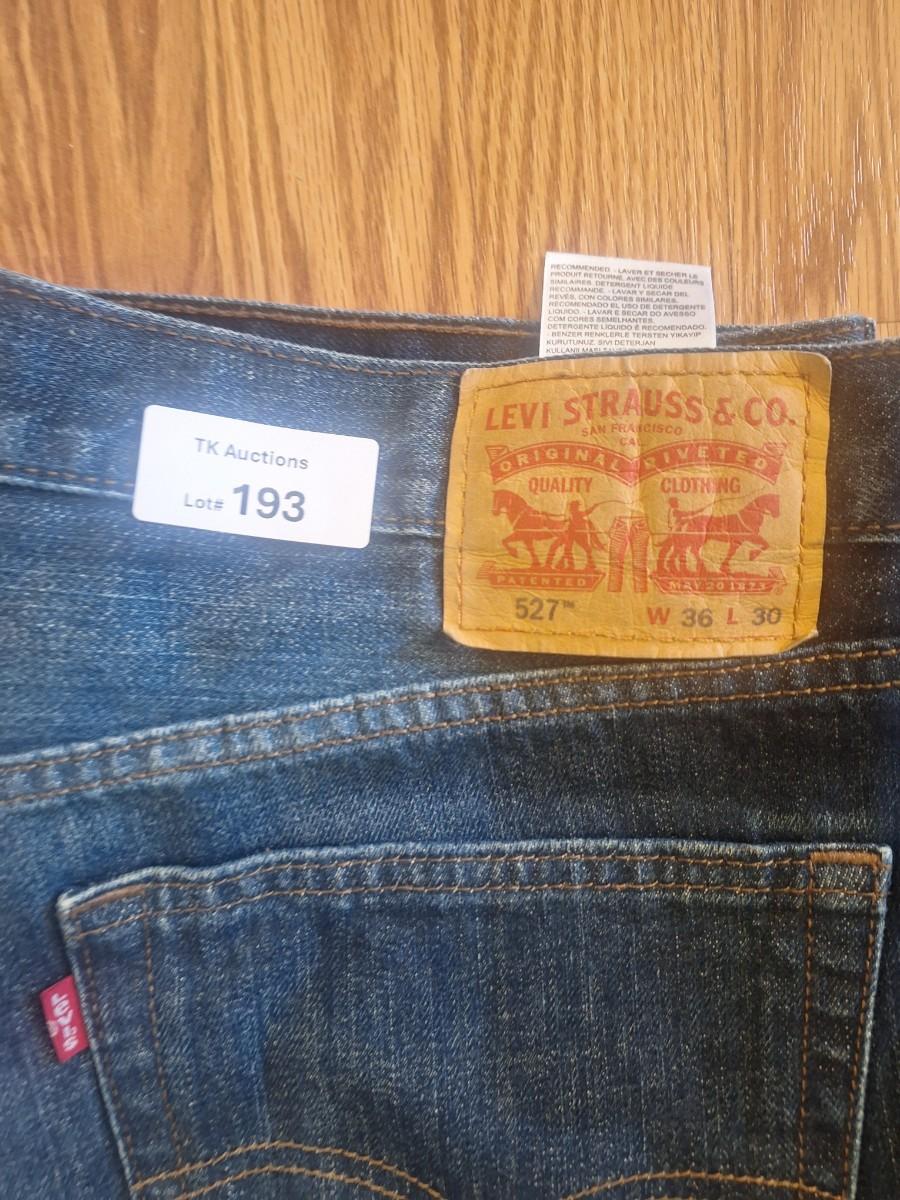 RECOMMENDED. - LAVER ET SECHER LE
PRODUIT RETOURNÉ, AVEC DES COULEURS
SIMILAIRES. DETERGENT LIQUIDE
RECOMMANDE. - LAVAR Y SECAR DEL
REVÉS, CON COLORES SIMILARES.
RECOMENDADO EL USO DE DETERGENTE
LÍQUIDO. - LAVAR E SECAR DO AVESSO
COM CORES SEMELHANTES.
DETERGENTE LÍQUIDO É RECOMENDADO.
- BENZER RENKLERLE TERSTEN YIKAYIP
KURUTUNUZ. SIVI DETERJAN
TK Auctions
Lot# 193
LEVI STRAUSS & CO.
SAN FRANCISCO
CAL
ORIGINAL RIVETED
QUALITY CLOTHING
PATENTED MAY 20 1873
527™ W 36 L 30
Levi's